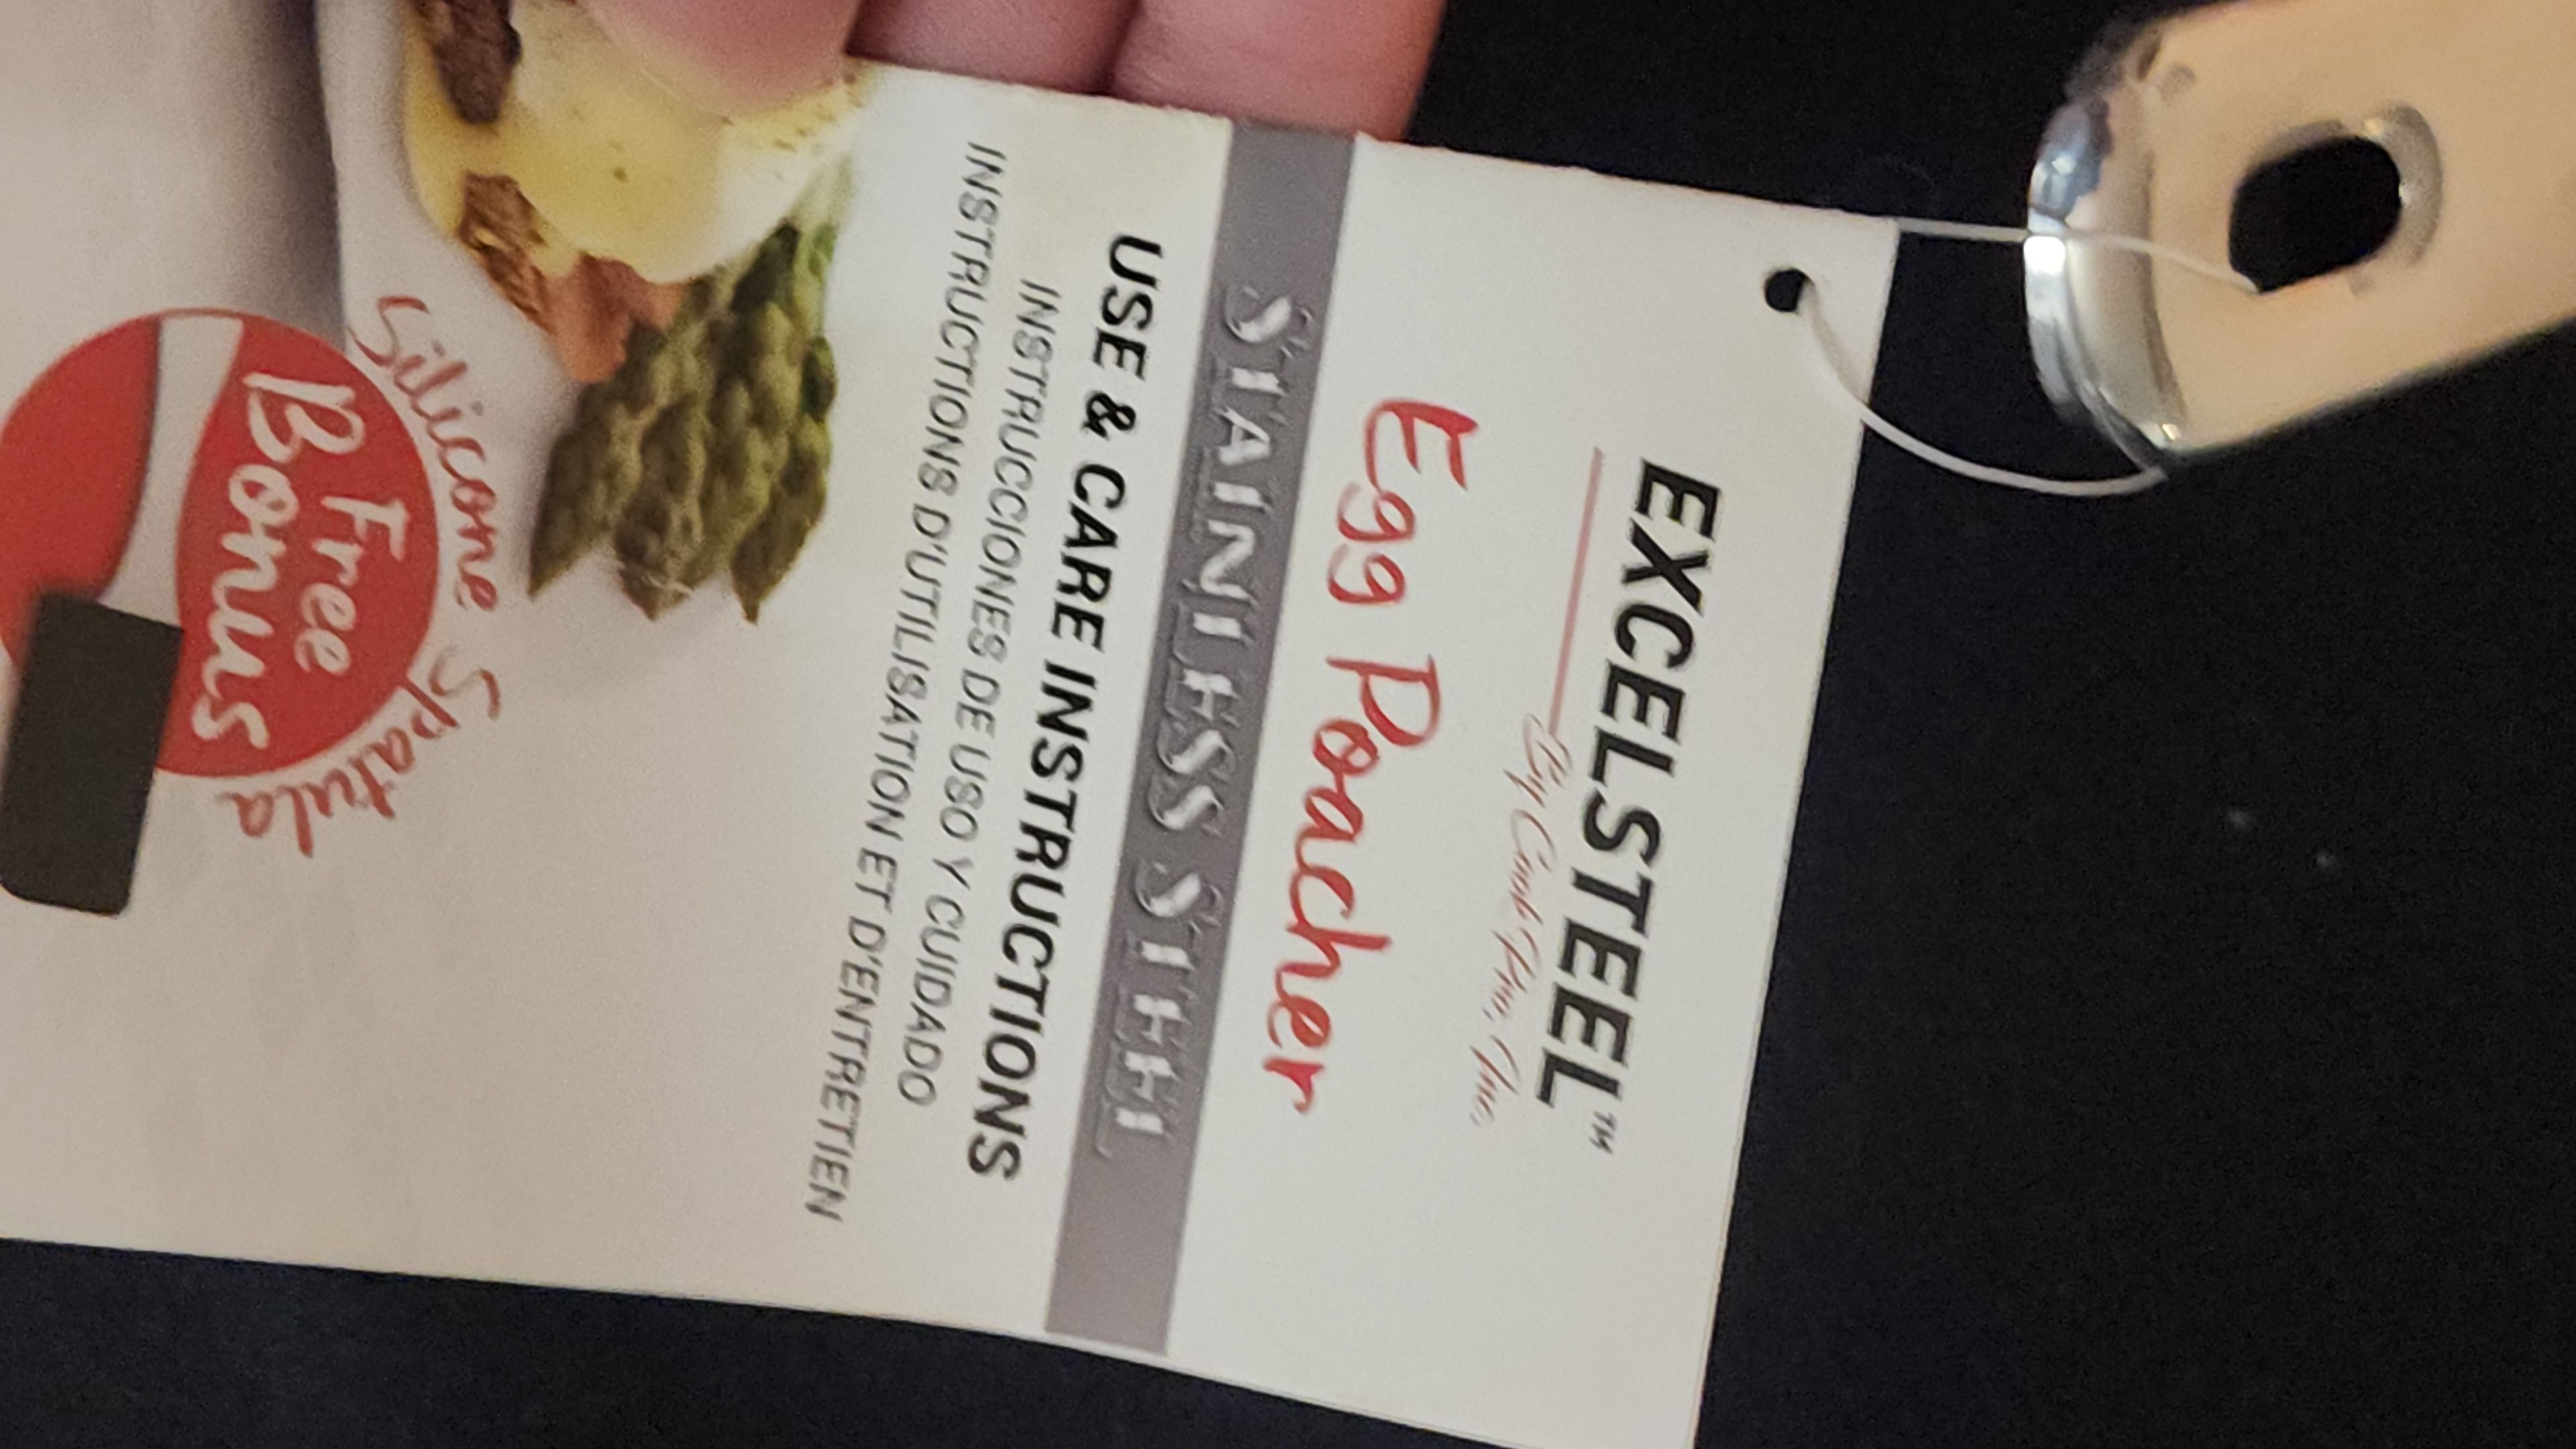 EXCELSTEEL™
By Cook Pro, Inc.
Egg Poacher
STAINLESS STEEL
USE & CARE INSTRUCTIONS
INSTRUCCIONES DE USO Y CUIDADO
INSTRUCTIONS D'UTILISATION ET D'ENTRETIEN
Silicone Spatula
Free
Bonus